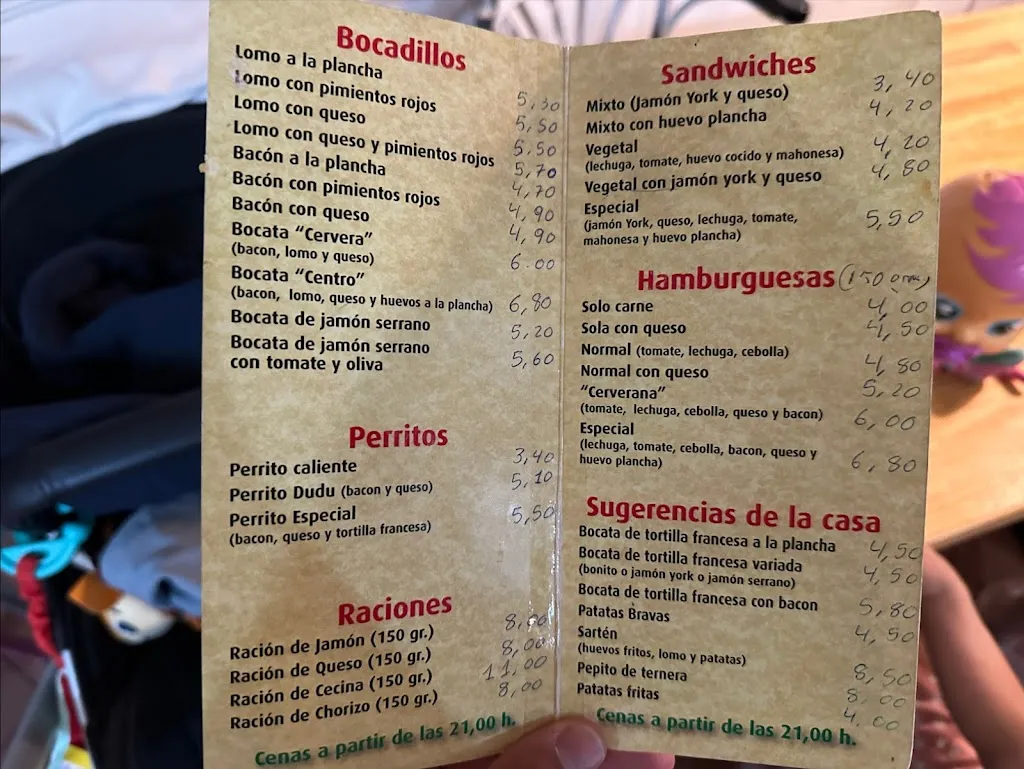 Bocadillos
Lomo a la plancha 5,30
Lomo con pimientos rojos 5,50
Lomo con queso 5.50
Lomo con queso y pimientos rojos 5,70
Bacón a la plancha 4,70
Bacón con pimientos rojos 4,90
Bacón con queso 4,90
Bocata “Cervera” 6.00
(bacon, lomo y queso)
Bocata “Centro”
(bacon, lomo, queso y huevos a la plancha) 6,80
Bocata de jamón serrano 5,20
Bocata de jamón serrano
con tomate y oliva 5,60
Perritos
Perrito caliente 3,40
Perrito Dudu (bacon y queso) 5,10
Perrito Especial 5,50
(bacon, queso y tortilla francesa)
Raciones
Ración de Jamón (150 gr.) 8,00
Ración de Queso (150 gr.) 8,00
Ración de Cecina (150 gr.) 11,00
Ración de Chorizo (150 gr.) 8,00
Cenas a partir de las 21,00 h.
Sandwiches
Mixto (Jamón York y queso) 3,40
Mixto con huevo plancha 4,20
Vegetal 4,20
(lechuga, tomate, huevo cocido y mahonesa)
Vegetal con jamón york y queso 4,80
Especial
(jamón York, queso, lechuga, tomate,
mahonesa y huevo plancha)
Hamburguesas (150 grm)
Solo carne 4,00
Sola con queso 4,50
Normal (tomate, lechuga, cebolla) 4,80
Normal con queso 5,20
“Cerverana”
(tomate, lechuga, cebolla, queso y bacon) 6,00
Especial
(lechuga, tomate, cebolla, bacon, queso y
huevo plancha) 6,80
Sugerencias de la casa
Bocata de tortilla francesa a la plancha 4,50
Bocata de tortilla francesa variada 4,50
(bonito o jamón york o jamón serrano)
Bocata de tortilla francesa con bacon 5,80
Patatas Bravas 4,50
Sartén
(huevos fritos, lomo y patatas) 8,50
Pepito de ternera 8,00
Patatas fritas 4.00
Cenas a partir de las 21,00 h.